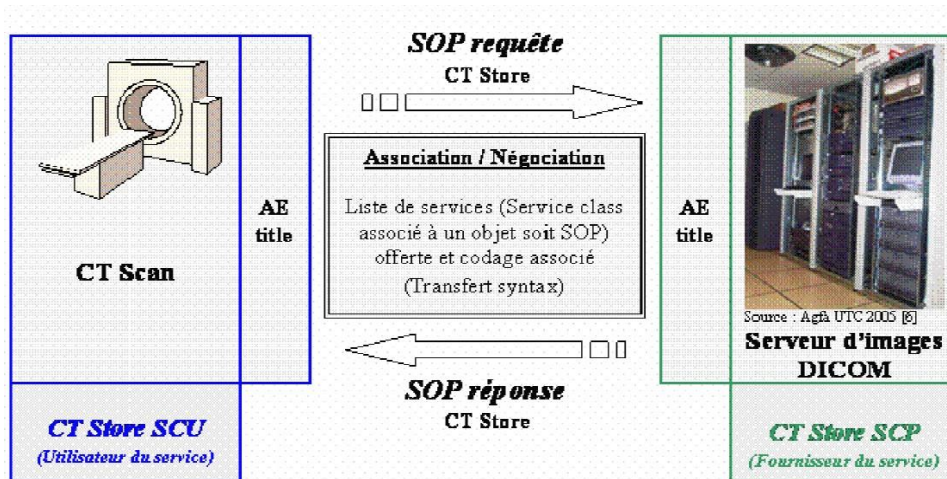 SOP requête
CT Store
CT Scan
AE
title
Association / Négociation
Liste de services (Service class
associé à un objet soit SOP)
offerte et codage associé
(Transfert syntax)
AE
title
Source : Agfa UTC 2005 [6]
Serveur d'images
DICOM
SOP réponse
CT Store
CT Store SCU
(Utilisateur du service)
CT Store SCP
(Fournisseur du service)